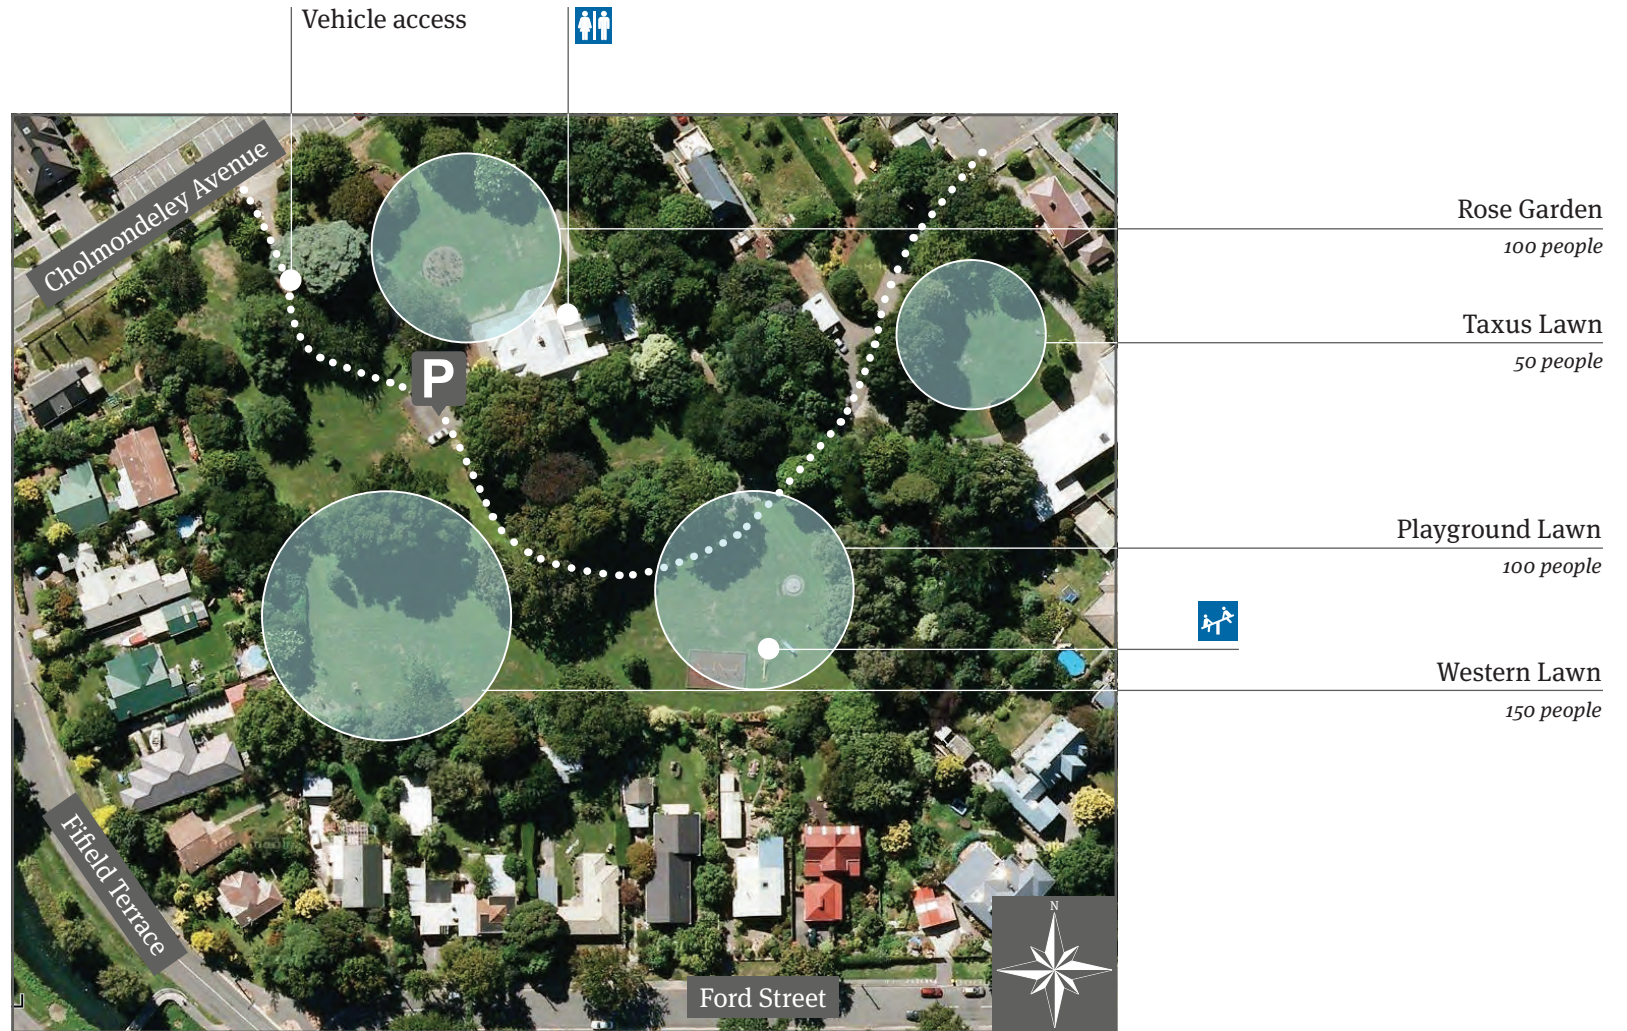 Vehicle access
Cholmondeley Avenue
Rose Garden
100 people
Taxus Lawn
50 people
P
Playground Lawn
100 people
Western Lawn
150 people
Fifield Terrace
N
Ford Street